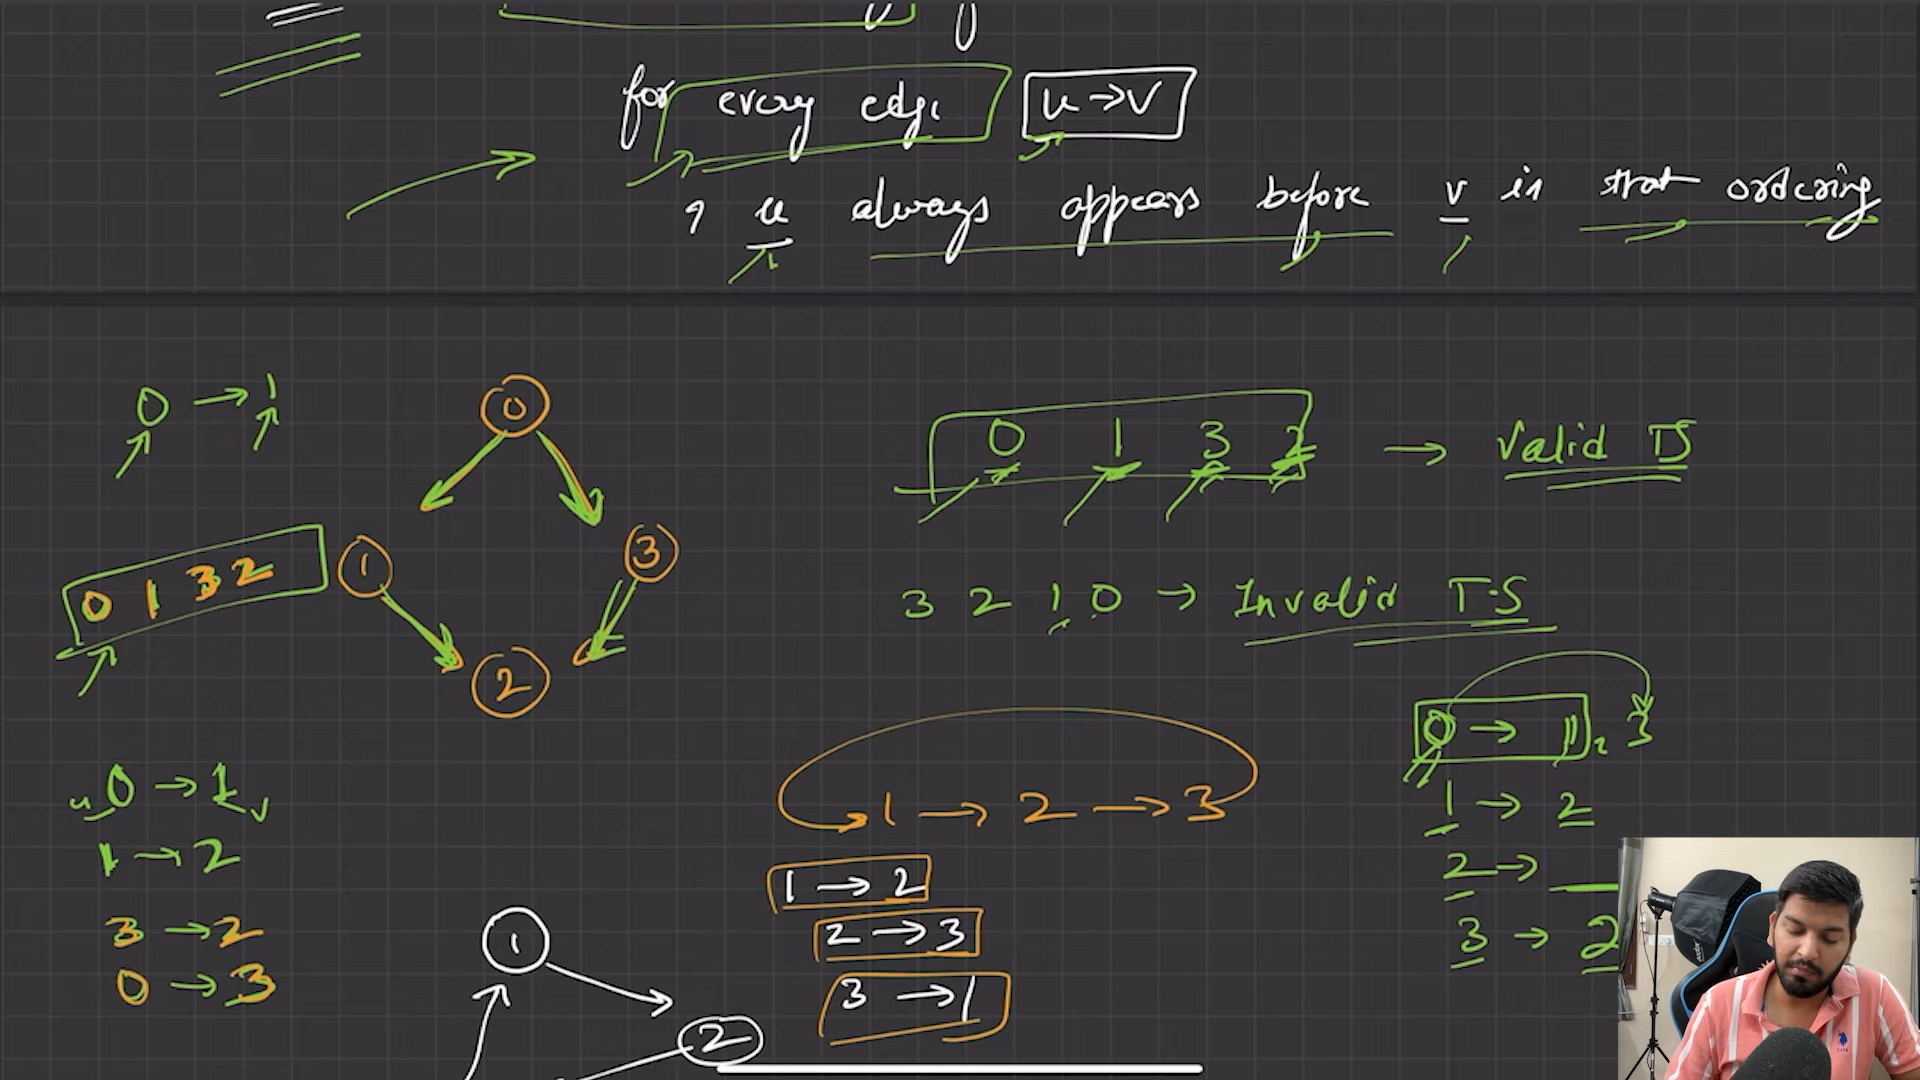 for every edge u → v
, u always appears before v in that ordering
0 → 1
0
0 1 3 2 → Valid TS
1
3
0 1 3 2
3 2 1 0 → Invalid T.S
2
u 0 → 1 v
1 → 2
3 → 2
0 → 3
1 → 2 → 3
1 → 2
2 → 3
3 → 1
0 → 1, 3
1 → 2
2 →
3 → 2
1
2